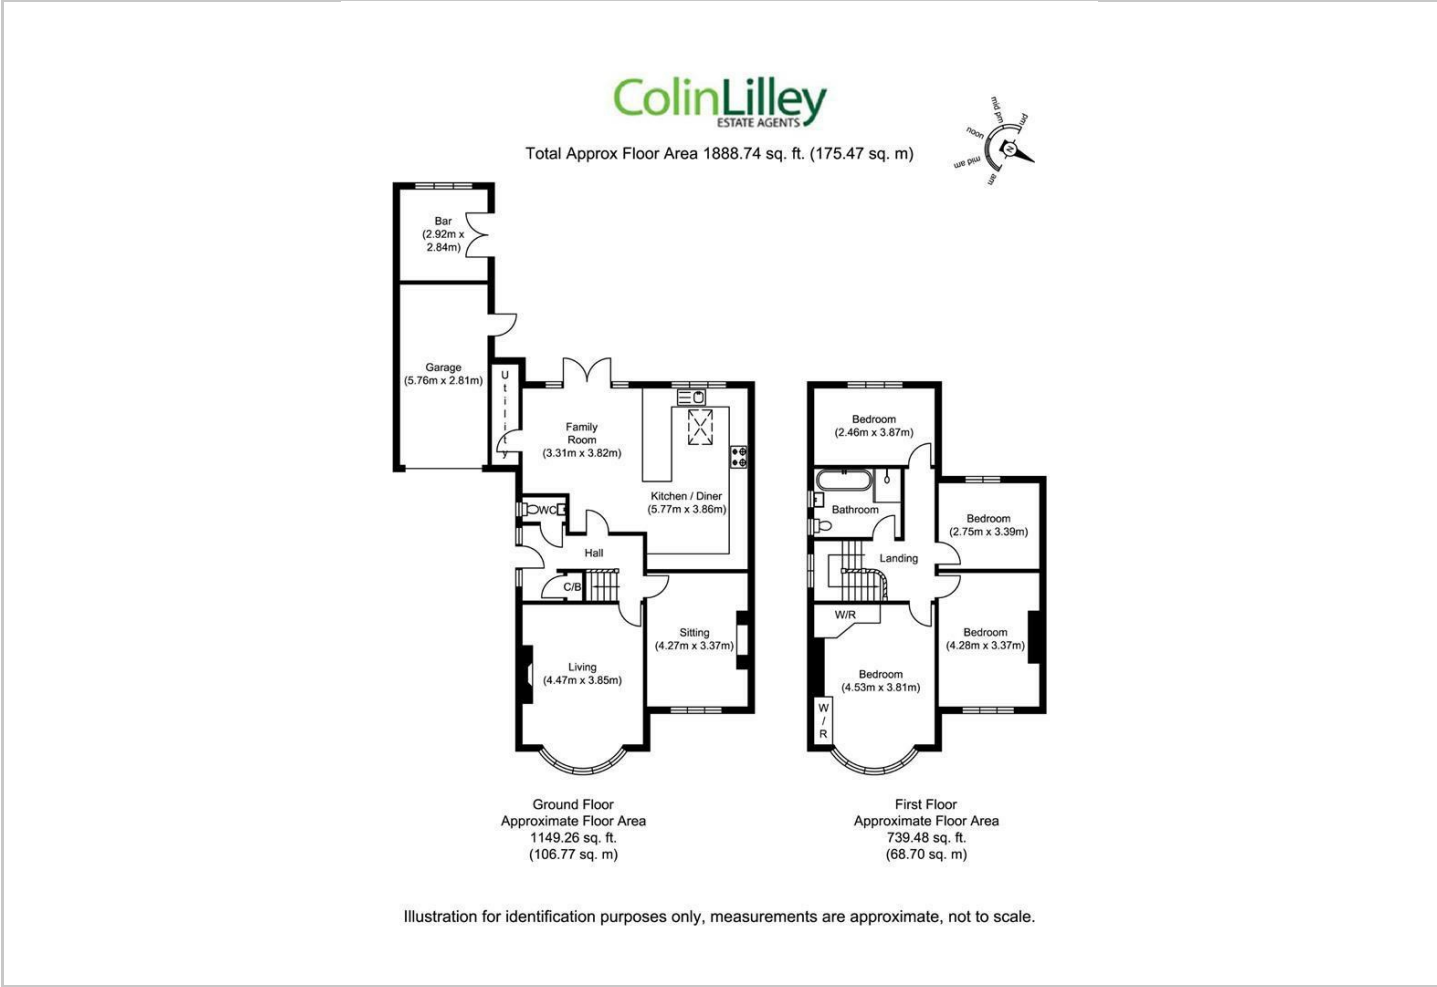 ColinLilley
ESTATE AGENTS
Total Approx Floor Area 1888.74 sq. ft. (175.47 sq. m)
mid pm
pm
noon
N
mid am
am
Bar
(2.92m x
2.84m)
Garage
(5.76m x 2.81m)
Utility
Family
Room
(3.31m x 3.82m)
Kitchen / Diner
(5.77m x 3.86m)
WC
Hall
C/B
Sitting
(4.27m x 3.37m)
Living
(4.47m x 3.85m)
Bedroom
(2.46m x 3.87m)
Bathroom
Bedroom
(2.75m x 3.39m)
Landing
W/R
Bedroom
(4.28m x 3.37m)
Bedroom
(4.53m x 3.81m)
W
/
R
Ground Floor
Approximate Floor Area
1149.26 sq. ft.
(106.77 sq. m)
First Floor
Approximate Floor Area
739.48 sq. ft.
(68.70 sq. m)
Illustration for identification purposes only, measurements are approximate, not to scale.